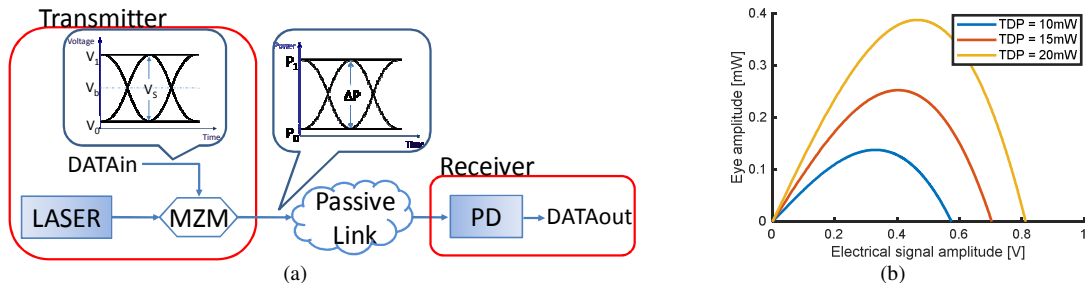 Transmitter
Voltage
V1
Vb
V0
VS
Time
Power
P1
P0
ΔP
Time
DATAin
LASER
MZM
Passive
Link
Receiver
PD
DATAout
(a)
Eye amplitude [mW]
0.4
0.3
0.2
0.1
0
0
0.2
0.4
0.6
0.8
1
Electrical signal amplitude [V]
TDP = 10mW
TDP = 15mW
TDP = 20mW
(b)